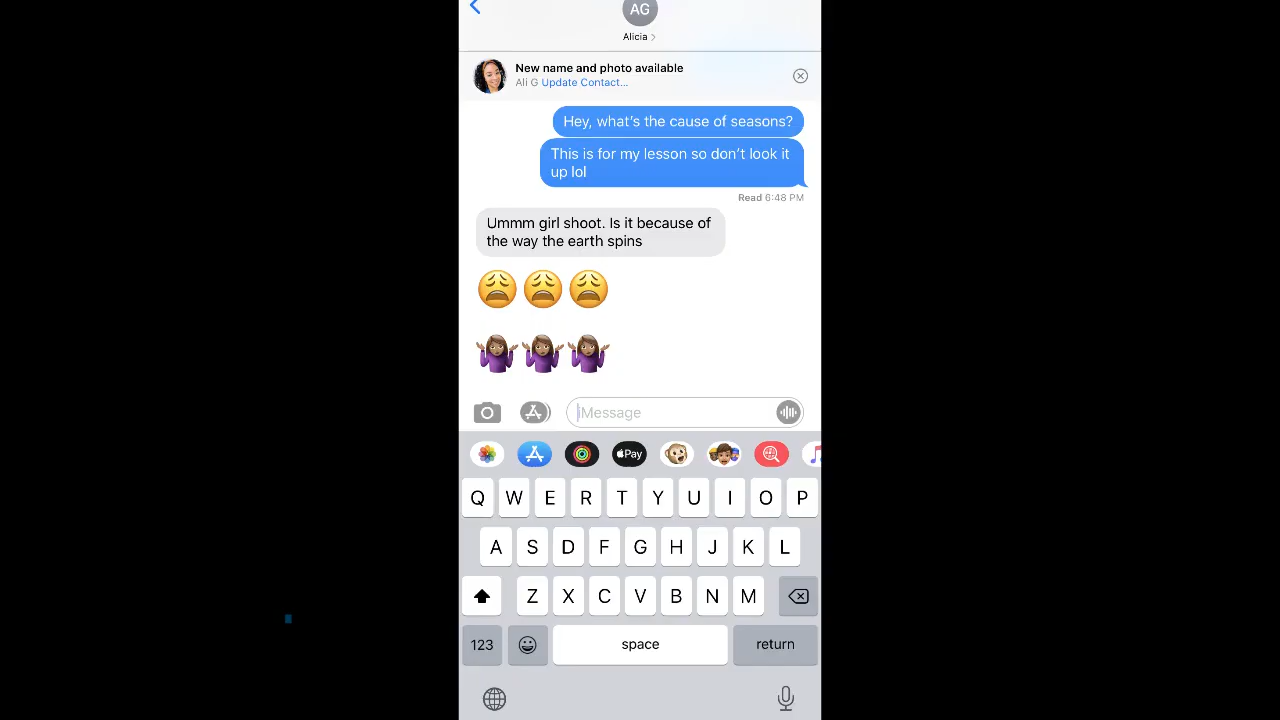 AG
Alicia
New name and photo available
Ali G Update Contact...
Hey, what's the cause of seasons?
This is for my lesson so don't look it
up lol
Read 6:48 PM
Ummm girl shoot. Is it because of
the way the earth spins
😩😩😩
🤷🏽‍♀️🤷🏽‍♀️🤷🏽‍♀️
iMessage
Pay
Q W E R T Y U I O P
A S D F G H J K L
Z X C V B N M
123 space return